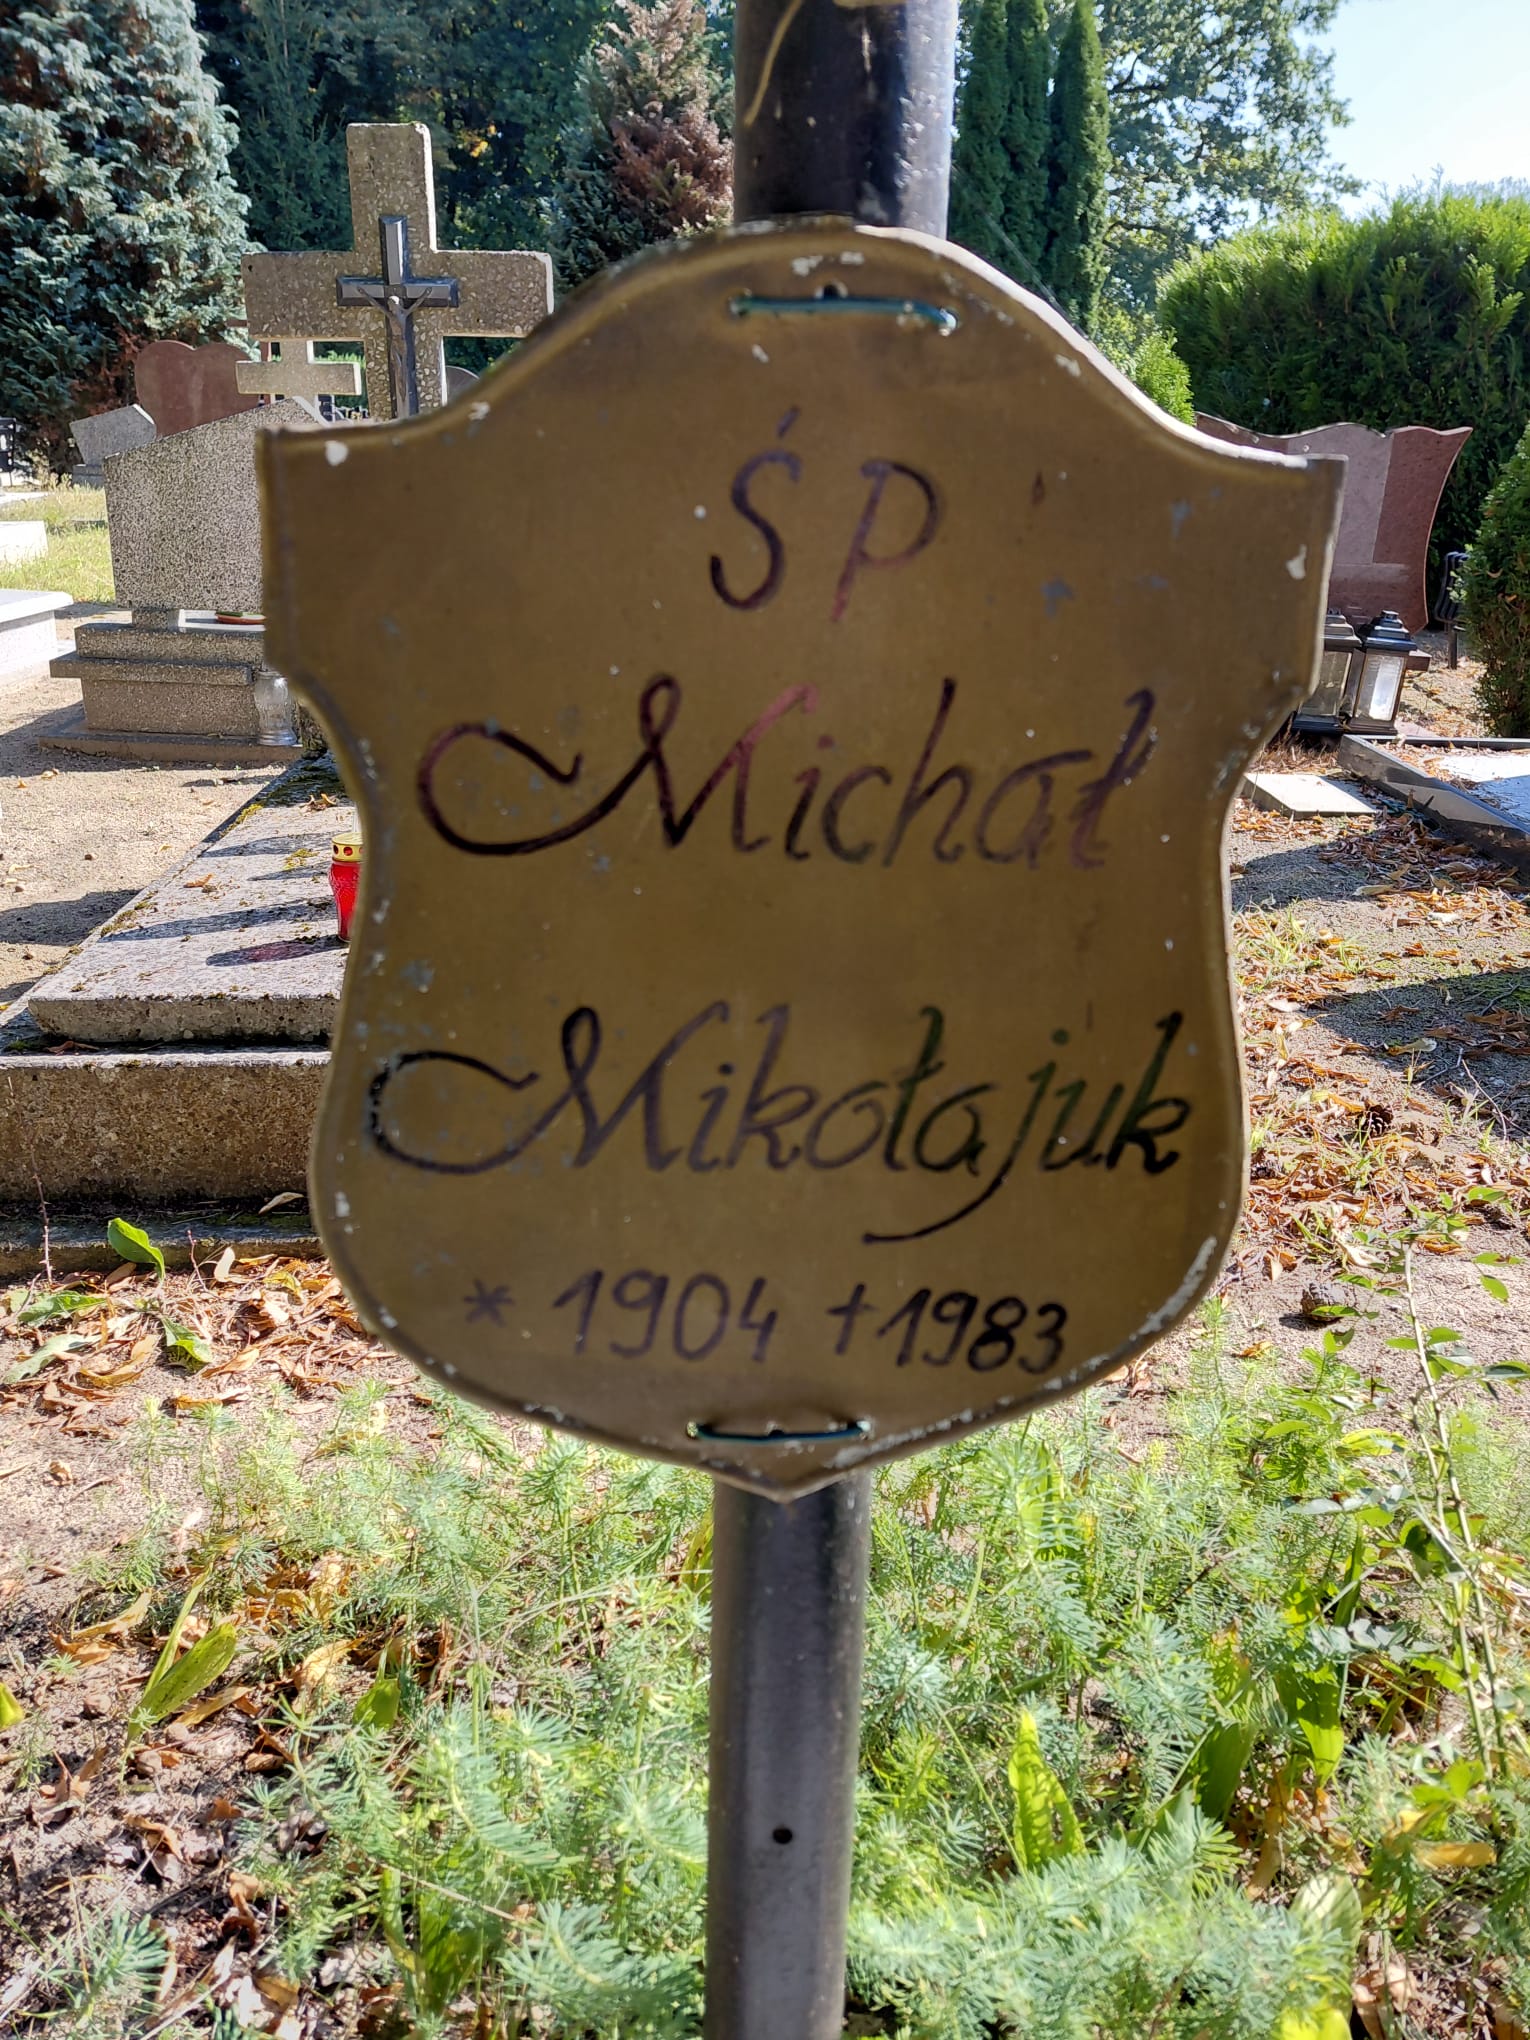 ŚP
Michał
Mikołajuk
* 1904 †1983